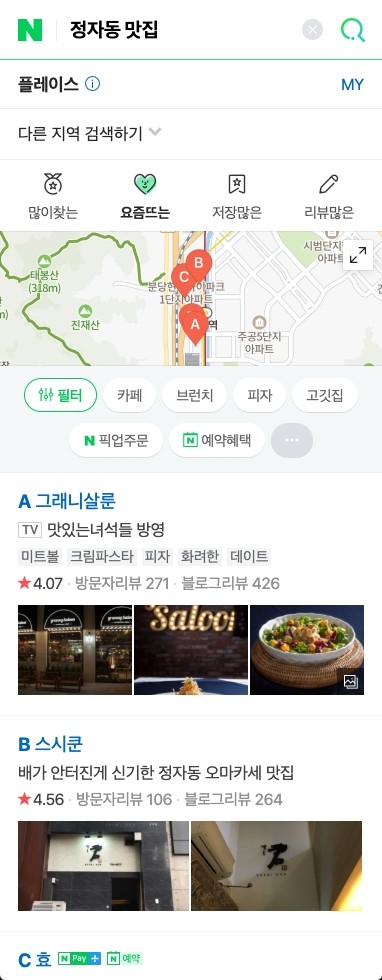 N 정자동 맛집
플레이스 MY
다른 지역 검색하기
많이찾는 요즘뜨는 저장많은 리뷰많은
태봉산
(318m)
진재산
시범단지
아파트
1단지아파트
주공5단지
아파트
B
C
A 역
필터 카페 브런치 피자 고깃집
N 픽업주문 N 예약혜택 ···
A 그래니살룬
TV 맛있는녀석들 방영
미트볼 크림파스타 피자 화려한 데이트
★4.07 · 방문자리뷰 271 · 블로그리뷰 426
Saloon
B 스시쿤
배가 안터진게 신기한 정자동 오마카세 맛집
★4.56 · 방문자리뷰 106 · 블로그리뷰 264
C 효 N Pay + N 예약